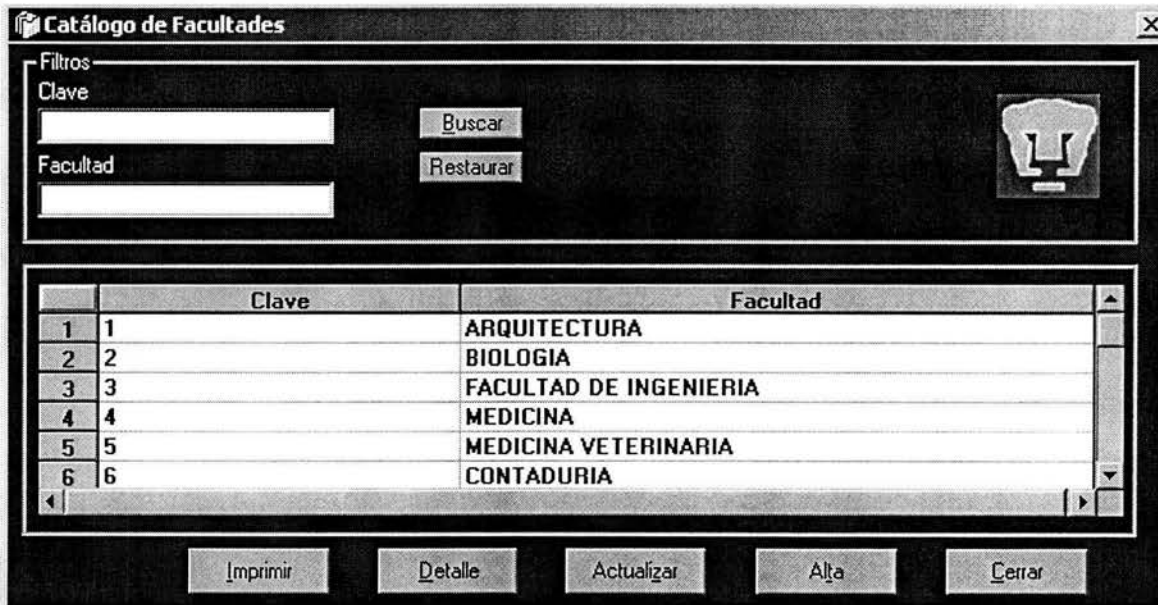 Catálogo de Facultades
Filtros
Clave
Buscar
Facultad
Restaurar
Clave Facultad
1 1 ARQUITECTURA
2 2 BIOLOGIA
3 3 FACULTAD DE INGENIERIA
4 4 MEDICINA
5 5 MEDICINA VETERINARIA
6 6 CONTADURIA
Imprimir Detalle Actualizar Alta Cerrar